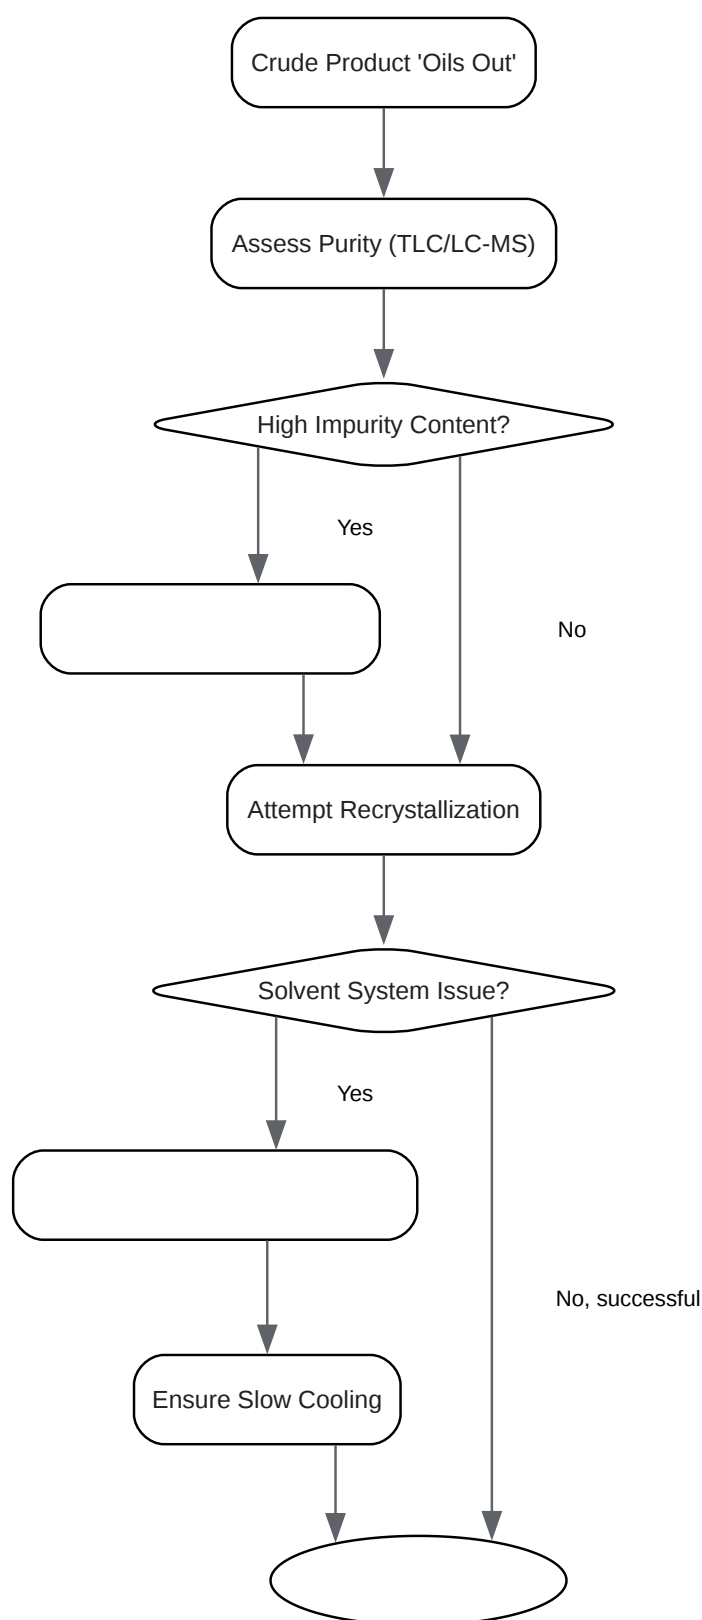 Crude Product 'Oils Out'
Assess Purity (TLC/LC-MS)
High Impurity Content?
Yes
No
Attempt Recrystallization
Solvent System Issue?
Yes
No, successful
Ensure Slow Cooling